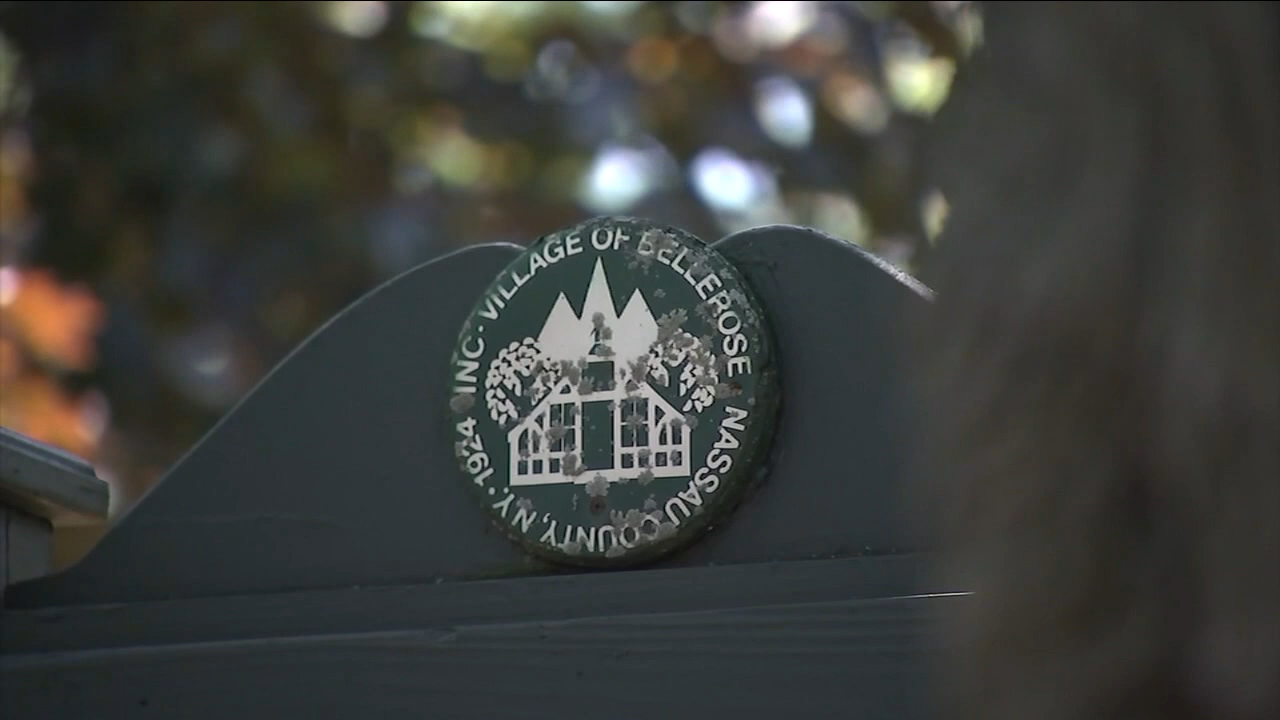 INC · VILLAGE OF BELLEROSE
NASSAU COUNTY, N.Y. · 1924